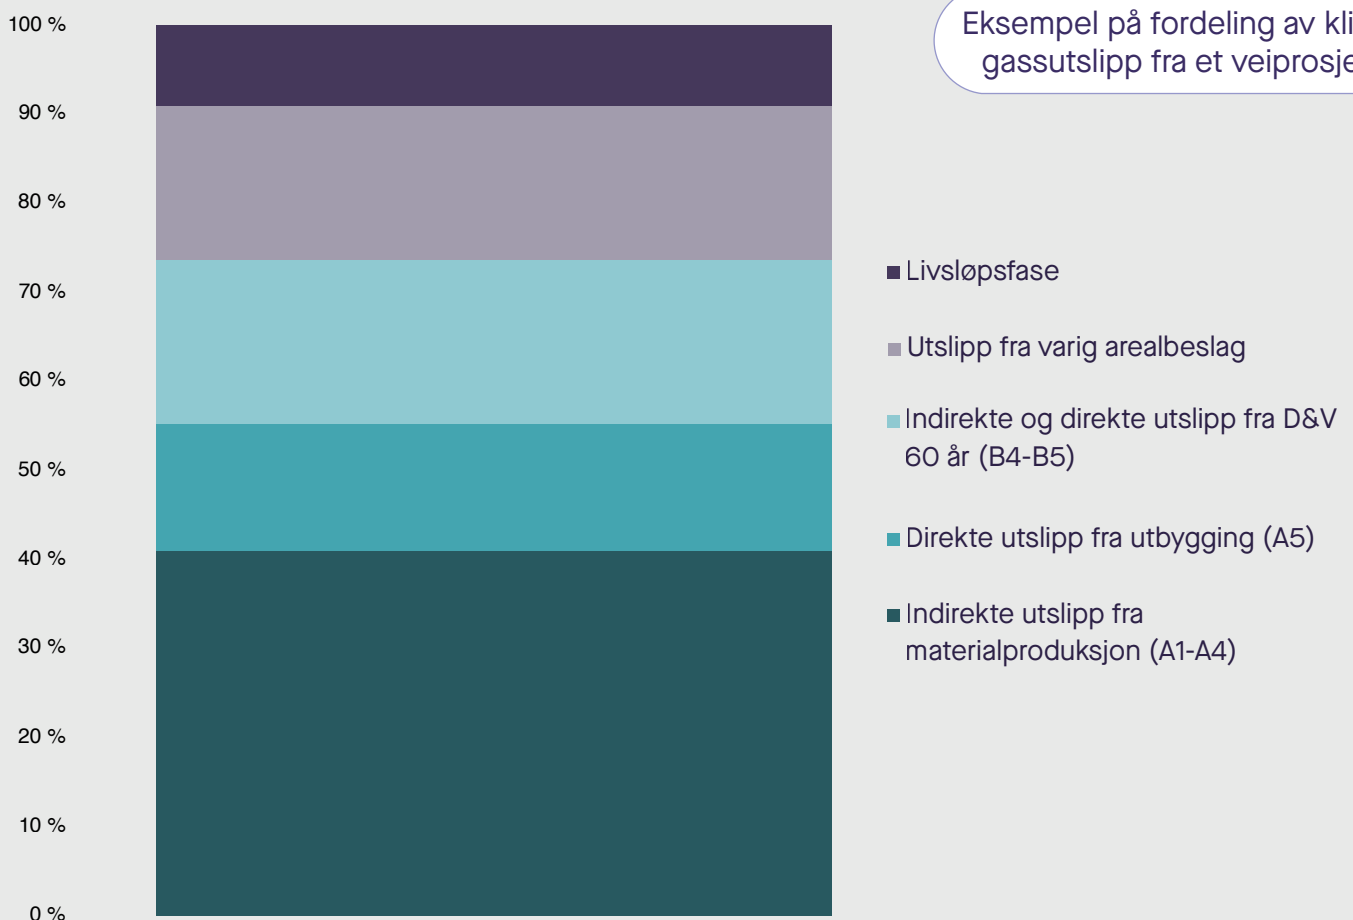 Eksempel på fordeling av kli
gassutslipp fra et veiprosje
100 %
90 %
80 %
70 %
60 %
50 %
40 %
30 %
20 %
10 %
0 %
Livsløpsfase
Utslipp fra varig arealbeslag
Indirekte og direkte utslipp fra D&V
60 år (B4-B5)
Direkte utslipp fra utbygging (A5)
Indirekte utslipp fra
materialproduksjon (A1-A4)